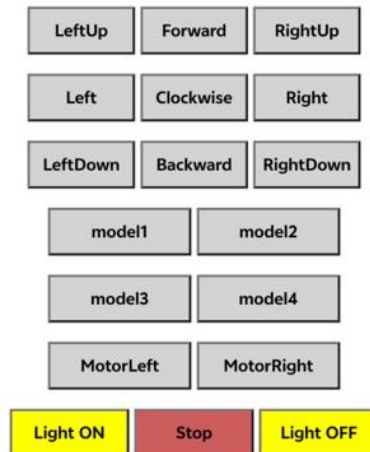 LeftUp Forward RightUp
Left Clockwise Right
LeftDown Backward RightDown
model1 model2
model3 model4
MotorLeft MotorRight
Light ON Stop Light OFF